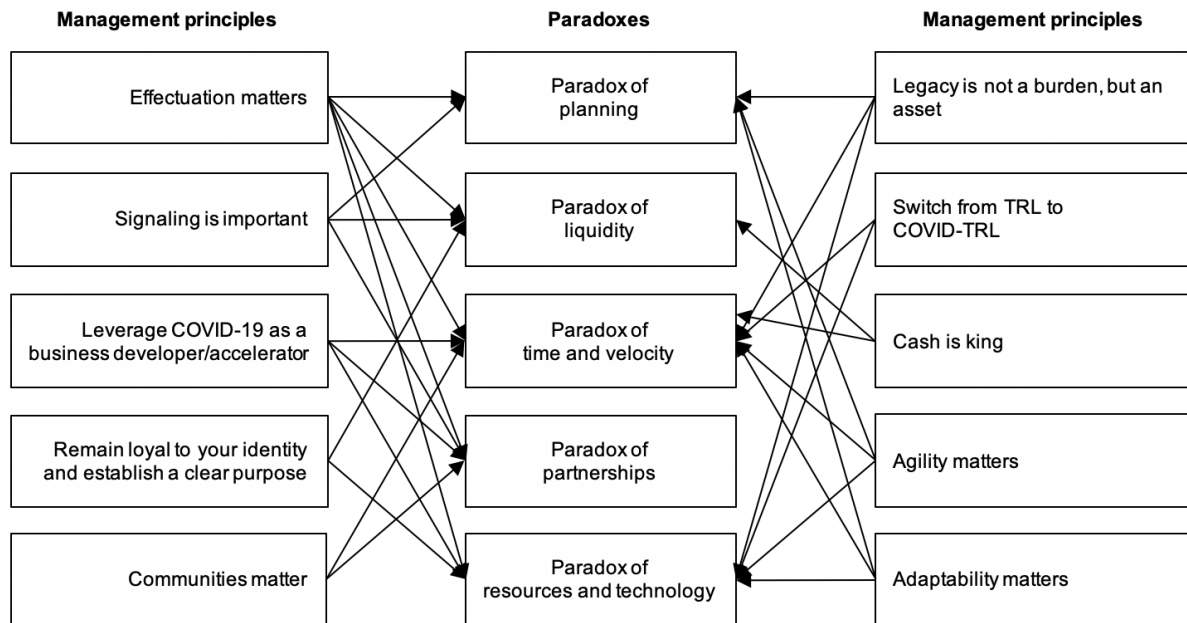 Management principles
Paradoxes
Management principles
Effectuation matters
Paradox of
planning
Legacy is not a burden, but an
asset
Signaling is important
Paradox of
liquidity
Switch from TRL to
COVID-TRL
Leverage COVID-19 as a
business developer/accelerator
Paradox of
time and velocity
Cash is king
Remain loyal to your identity
and establish a clear purpose
Paradox of
partnerships
Agility matters
Communities matter
Paradox of
resources and technology
Adaptability matters